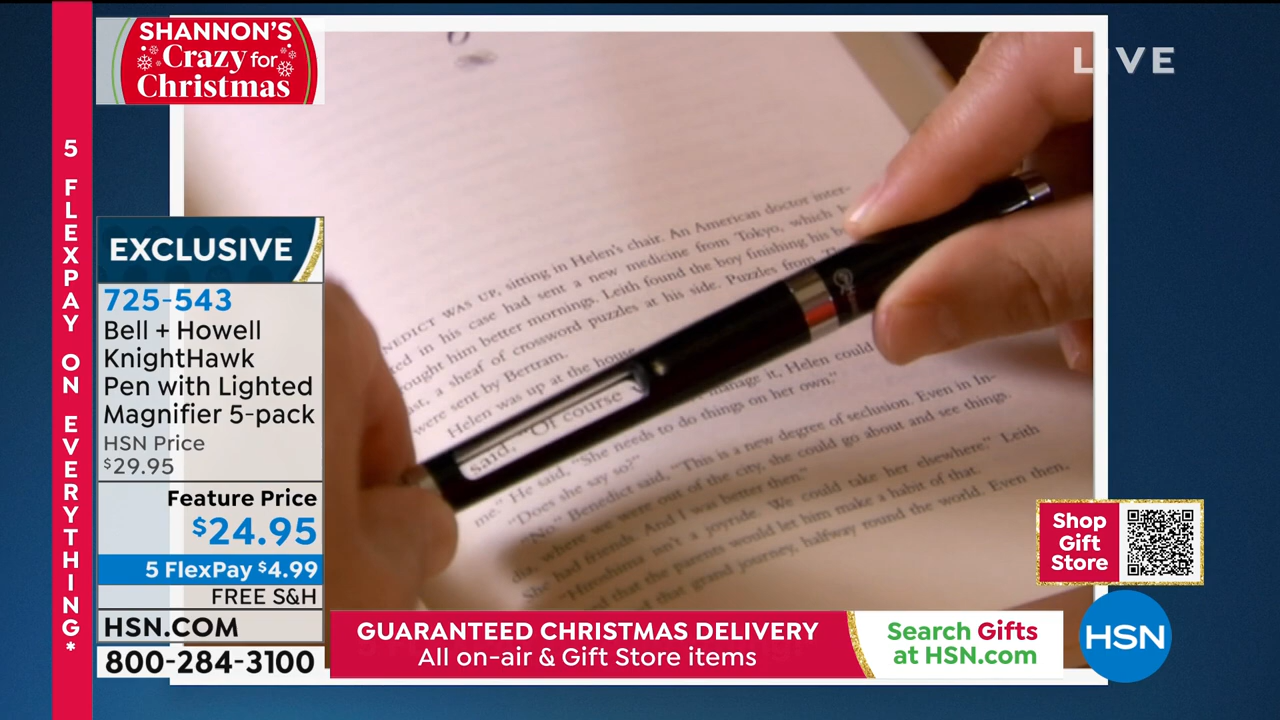 SHANNON'S
Crazy for
Christmas
LIVE
5 FLEXPAY ON EVERYTHING*
EXCLUSIVE
725-543
Bell + Howell
KnightHawk
Pen with Lighted
Magnifier 5-pack
HSN Price
$29.95
Feature Price
$24.95
5 FlexPay $4.99
FREE S&H
HSN.COM
800-284-3100
NEDICT WAS UP, sitting in Helen's chair. An American doctor inter-
in his case had sent a new medicine from Tokyo, which
him better mornings. Leith found the boy finishing his
a sheaf of crossword puzzles at his side. Puzzles from
were sent by Bertram.
Helen was up at the house
said, "Of course
manage it, Helen could
me." He said, "She needs to do things on her own."
"Does she say so?"
"No." Benedict said, "This is a new degree of seclusion. Even in In-
where we were out of the city, she could go about and see things.
She had friends. And I was better then."
"Hiroshima isn't a joyride. We could take her elsewhere." Leith
that the parents would let him make a habit of that.
that grand journey, halfway round the world. Even then,
Shop
Gift
Store
GUARANTEED CHRISTMAS DELIVERY
All on-air & Gift Store items
Search Gifts
at HSN.com
HSN